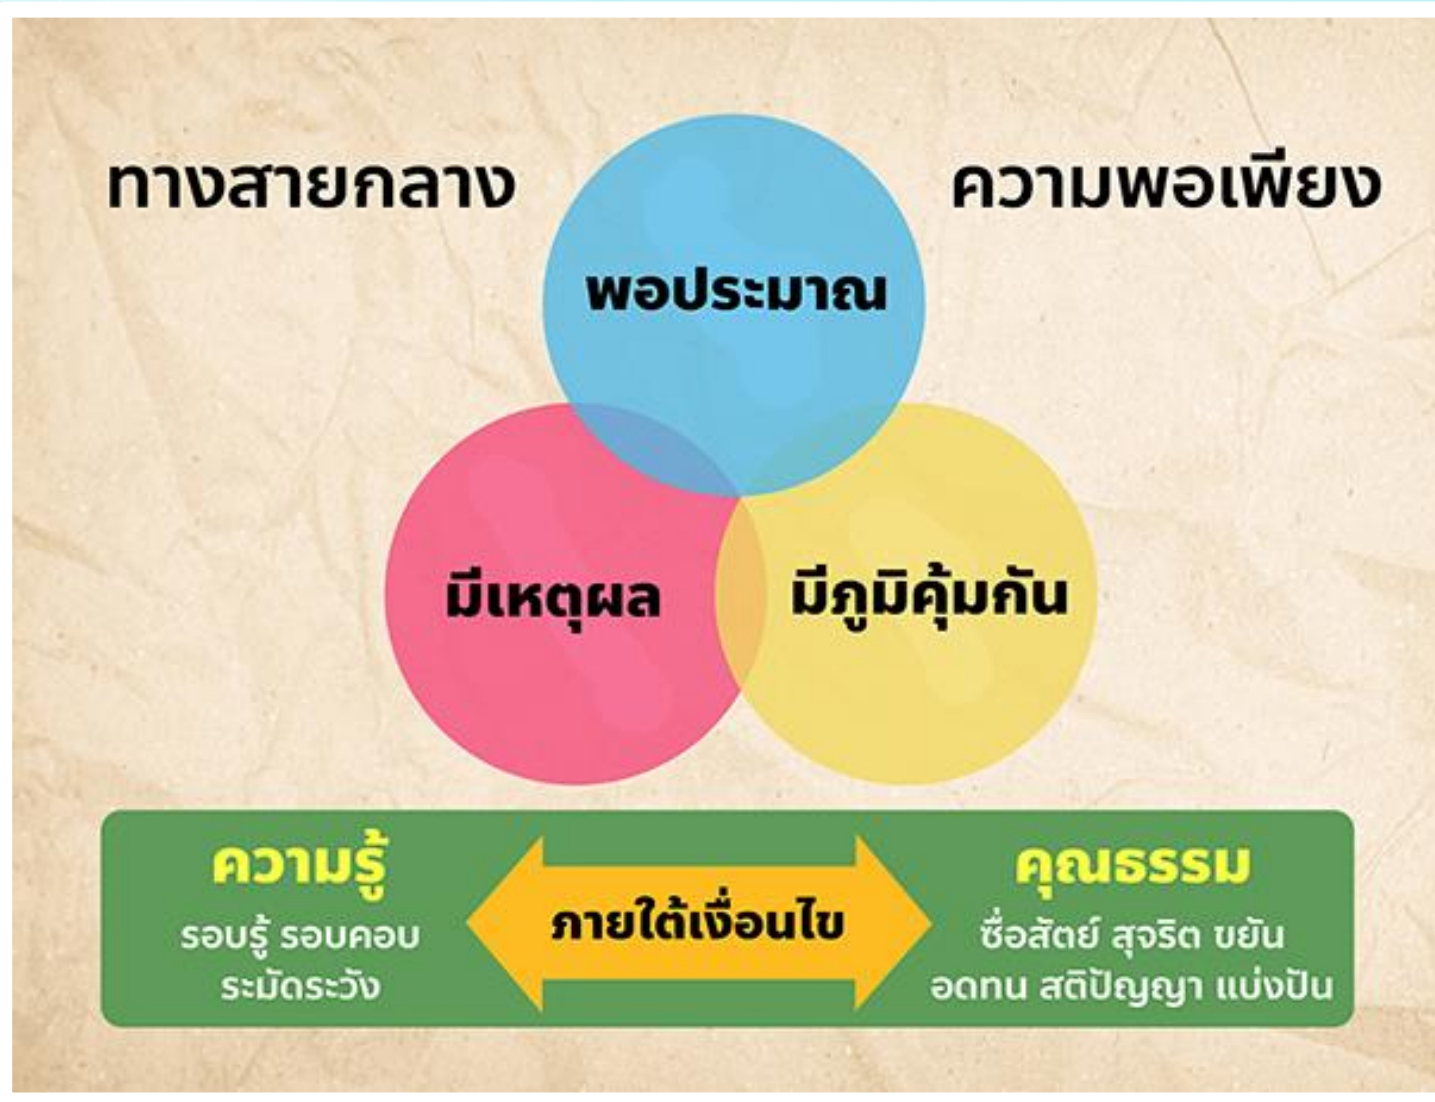 ทางสายกลาง
ความพอเพียง
พอประมาณ
มีเหตุผล
มีภูมิคุ้มกัน
ความรู้
รอบรู้ รอบคอบ
ระมัดระวัง
ภายใต้เงื่อนไข
คุณธรรม
ซื่อสัตย์ สุจริต ขยัน
อดทน สติปัญญา แบ่งปัน